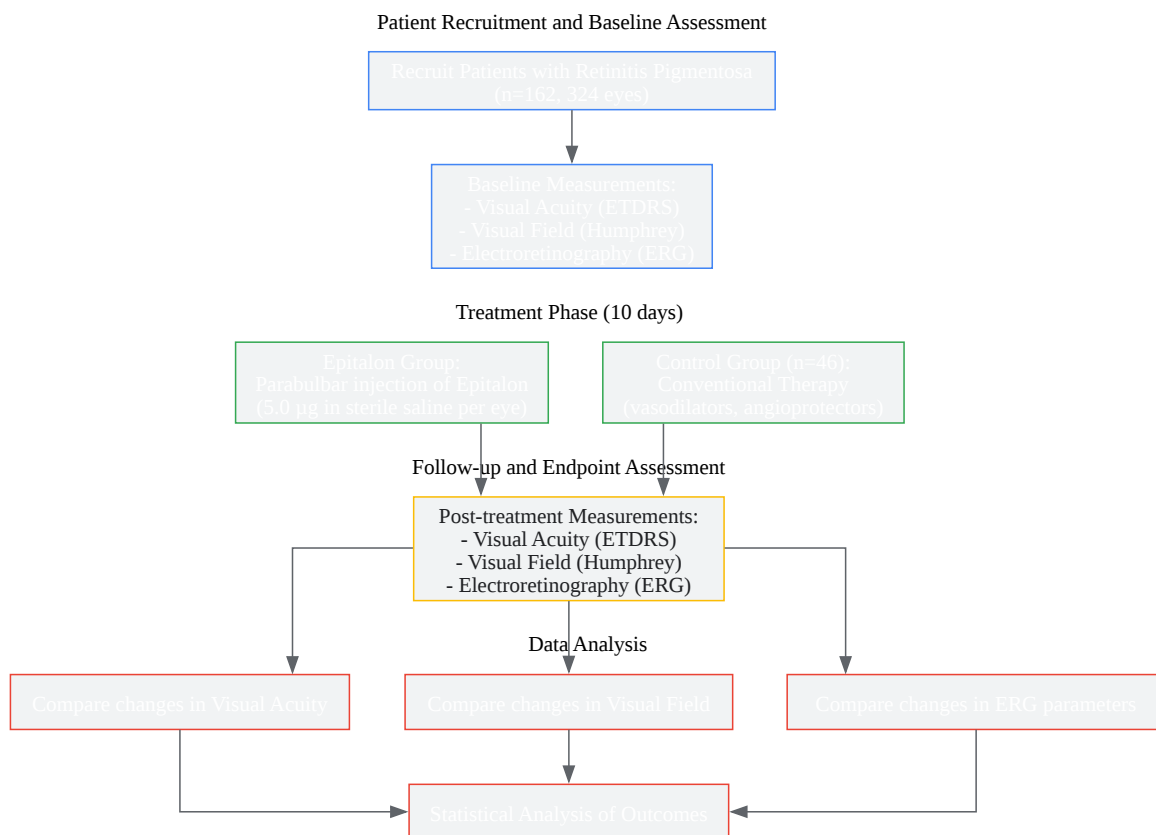 Patient Recruitment and Baseline Assessment
Recruit Patients with Retinitis Pigmentosa
(n=162, 324 eyes)
Baseline Measurements:
- Visual Acuity (ETDRS)
- Visual Field (Humphrey)
- Electroretinography (ERG)
Treatment Phase (10 days)
Epitalon Group:
Parabulbar injection of Epitalon
(5.0 µg in sterile saline per eye)
Control Group (n=46):
Conventional Therapy
(vasodilators, angioprotectors)
Follow-up and Endpoint Assessment
Post-treatment Measurements:
- Visual Acuity (ETDRS)
- Visual Field (Humphrey)
- Electroretinography (ERG)
Data Analysis
Compare changes in Visual Acuity
Compare changes in Visual Field
Compare changes in ERG parameters
Statistical Analysis of Outcomes